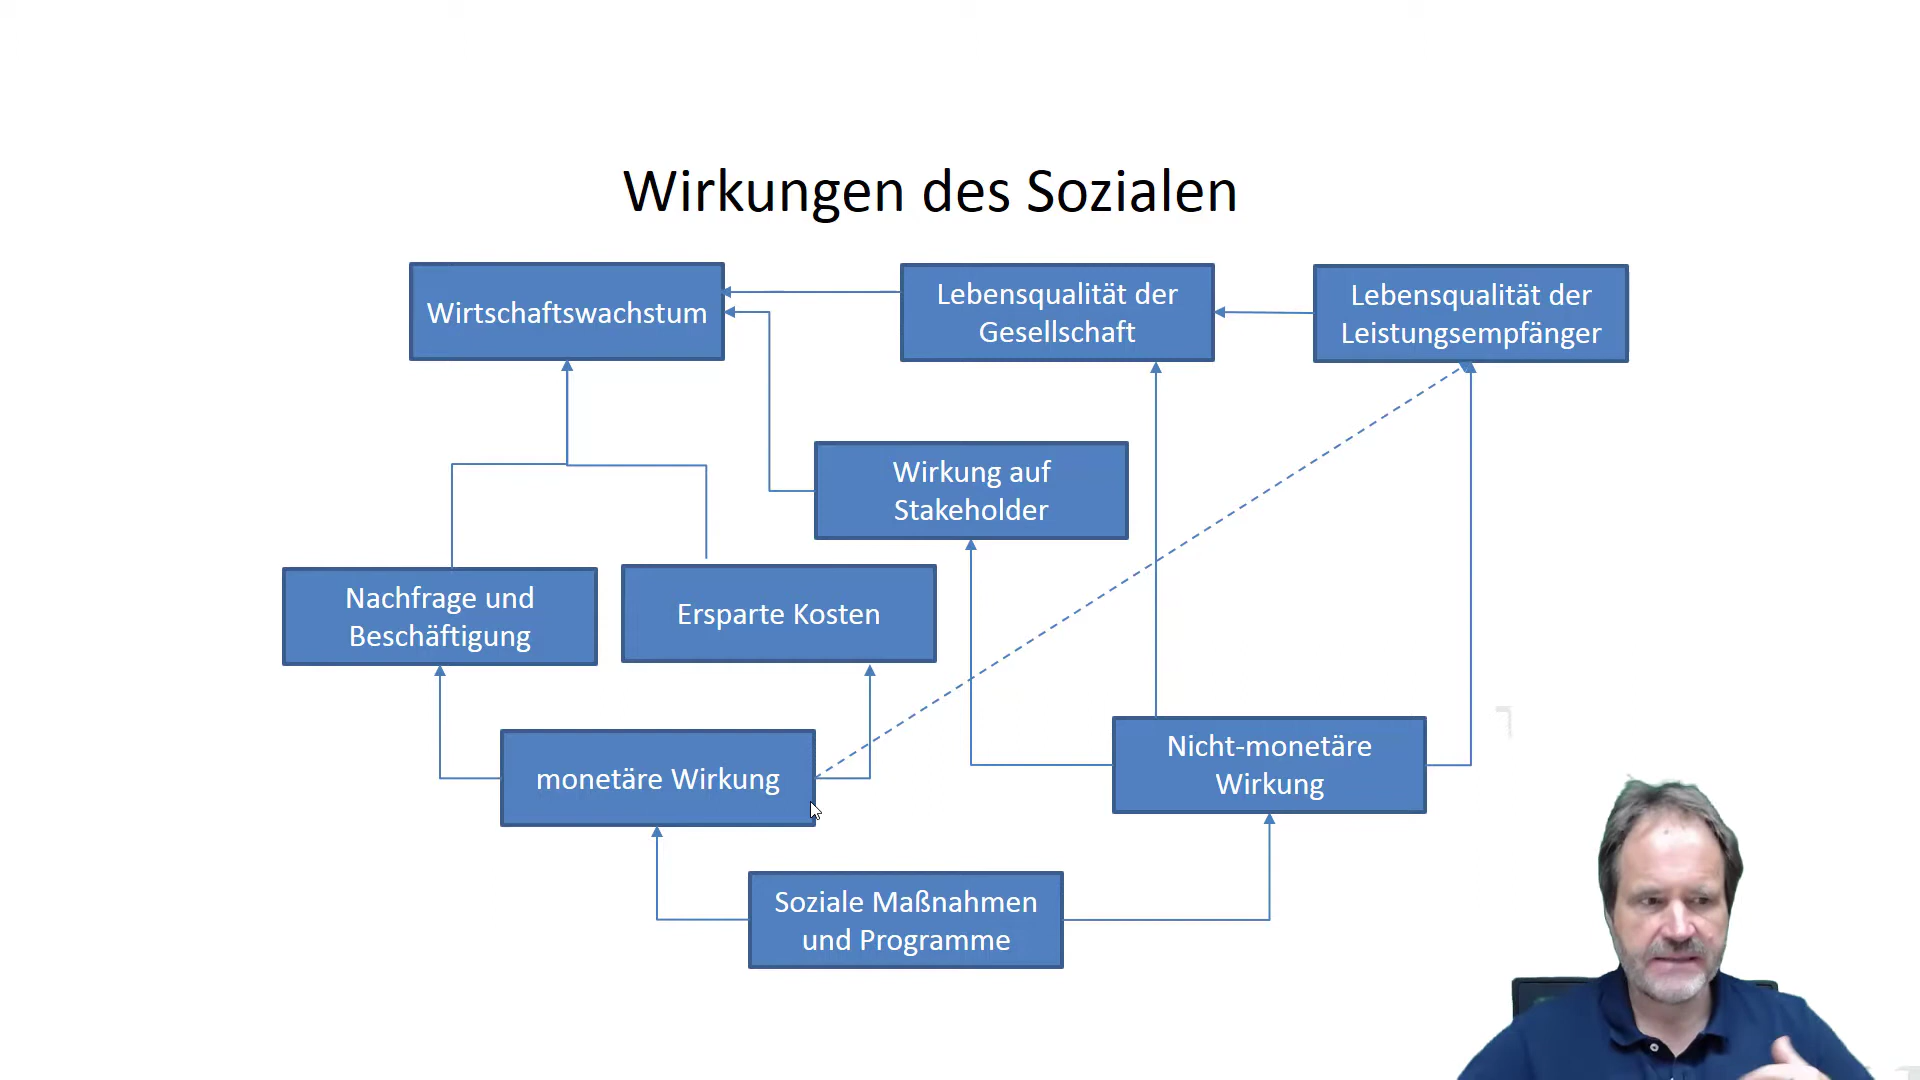 Wirkungen des Sozialen
Wirtschaftswachstum
Lebensqualität der
Gesellschaft
Lebensqualität der
Leistungsempfänger
Wirkung auf
Stakeholder
Nachfrage und
Beschäftigung
Ersparte Kosten
monetäre Wirkung
Nicht-monetäre
Wirkung
Soziale Maßnahmen
und Programme